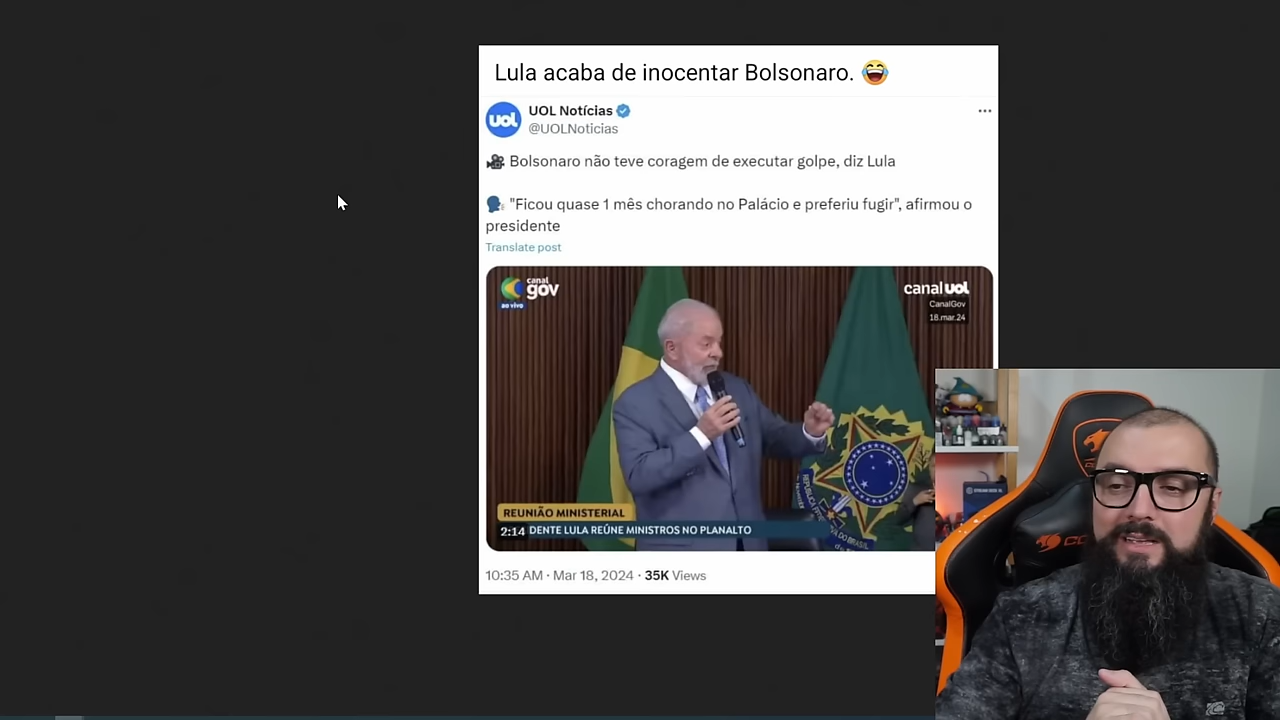 Lula acaba de inocentar Bolsonaro. 😂
uol
UOL Notícias
@UOLNoticias
🎥 Bolsonaro não teve coragem de executar golpe, diz Lula
🗣️ "Ficou quase 1 mês chorando no Palácio e preferiu fugir", afirmou o
presidente
Translate post
canal
gov
ao vivo
canal uol
CanalGov
18.mar.24
REUNIÃO MINISTERIAL
2:14 DENTE LULA REÚNE MINISTROS NO PLANALTO
10:35 AM · Mar 18, 2024 · 35K Views